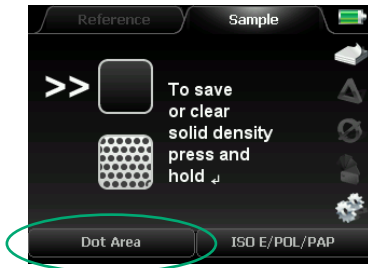 Reference Sample
>> To save
or clear
solid density
press and
hold ↲
Dot Area ISO E/POL/PAP